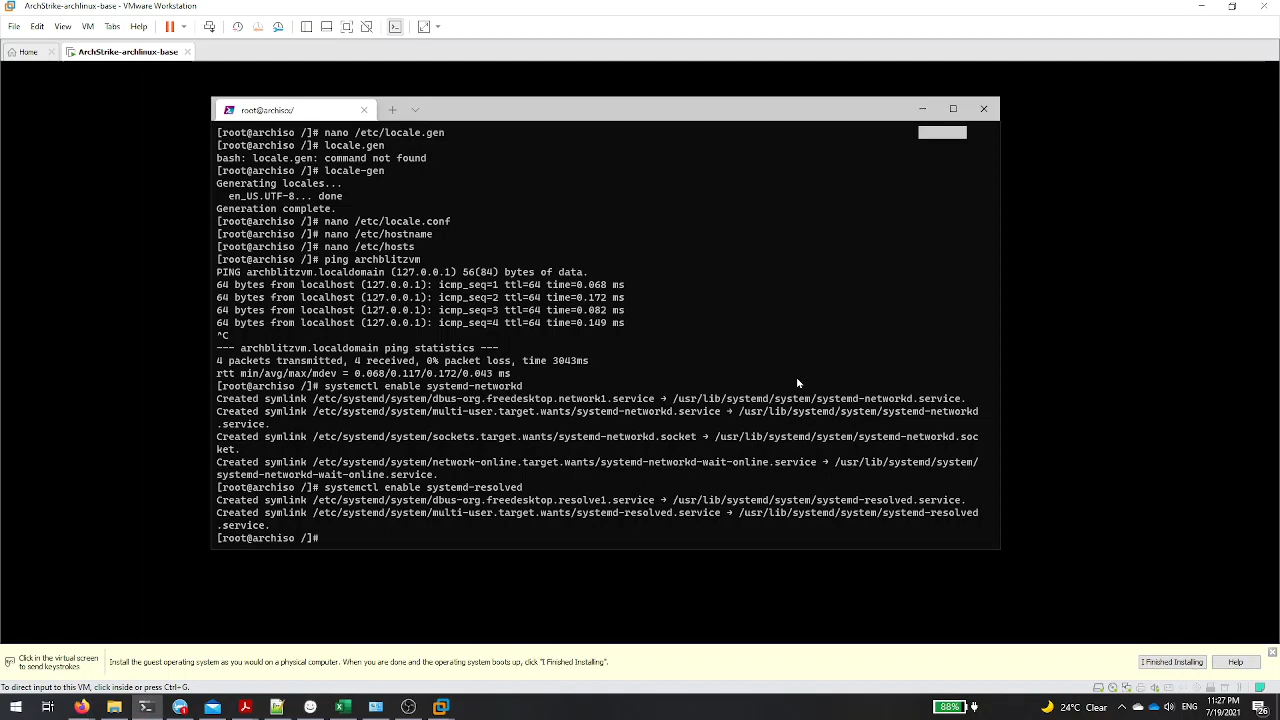 ArchStrike-archlinux-base - VMware Workstation
File Edit View VM Tabs Help
Home
ArchStrike-archlinux-base
root@archiso:/
[root@archiso /]# nano /etc/locale.gen
[root@archiso /]# locale.gen
bash: locale.gen: command not found
[root@archiso /]# locale-gen
Generating locales...
  en_US.UTF-8... done
Generation complete.
[root@archiso /]# nano /etc/locale.conf
[root@archiso /]# nano /etc/hostname
[root@archiso /]# nano /etc/hosts
[root@archiso /]# ping archblitzvm
PING archblitzvm.localdomain (127.0.0.1) 56(84) bytes of data.
64 bytes from localhost (127.0.0.1): icmp_seq=1 ttl=64 time=0.068 ms
64 bytes from localhost (127.0.0.1): icmp_seq=2 ttl=64 time=0.172 ms
64 bytes from localhost (127.0.0.1): icmp_seq=3 ttl=64 time=0.082 ms
64 bytes from localhost (127.0.0.1): icmp_seq=4 ttl=64 time=0.149 ms
^C
--- archblitzvm.localdomain ping statistics ---
4 packets transmitted, 4 received, 0% packet loss, time 3043ms
rtt min/avg/max/mdev = 0.068/0.117/0.172/0.043 ms
[root@archiso /]# systemctl enable systemd-networkd
Created symlink /etc/systemd/system/dbus-org.freedesktop.network1.service → /usr/lib/systemd/system/systemd-networkd.service.
Created symlink /etc/systemd/system/multi-user.target.wants/systemd-networkd.service → /usr/lib/systemd/system/systemd-networkd
.service.
Created symlink /etc/systemd/system/sockets.target.wants/systemd-networkd.socket → /usr/lib/systemd/system/systemd-networkd.soc
ket.
Created symlink /etc/systemd/system/network-online.target.wants/systemd-networkd-wait-online.service → /usr/lib/systemd/system/
systemd-networkd-wait-online.service.
[root@archiso /]# systemctl enable systemd-resolved
Created symlink /etc/systemd/system/dbus-org.freedesktop.resolve1.service → /usr/lib/systemd/system/systemd-resolved.service.
Created symlink /etc/systemd/system/multi-user.target.wants/systemd-resolved.service → /usr/lib/systemd/system/systemd-resolved
.service.
[root@archiso /]#
Click in the virtual screen
to send keystrokes
Install the guest operating system as you would on a physical computer. When you are done and the operating system boots up, click "I Finished Installing".
I Finished Installing
Help
To direct input to this VM, click inside or press Ctrl+G.
88%
24°C Clear
11:27 PM
7/19/2021
26